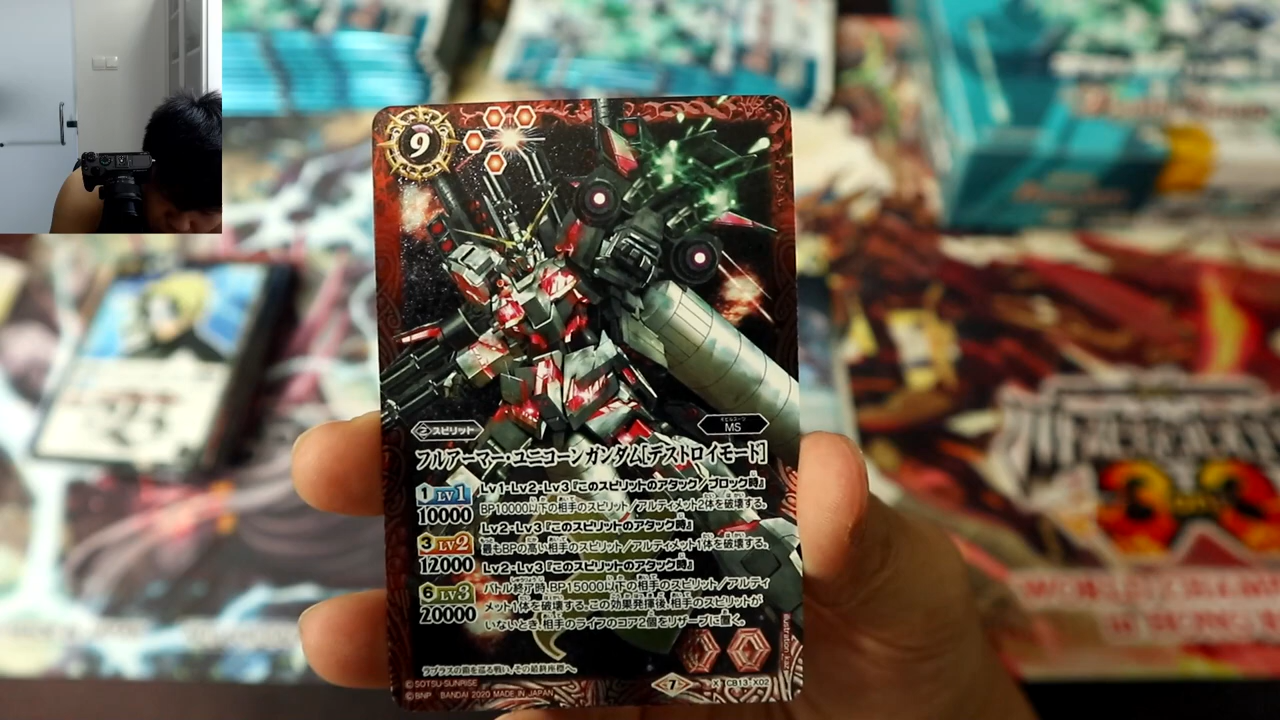 9
②スピリット
MS
フルアーマー・ユニコーンガンダム[デストロイモード]
1 LV1
10000
Lv1・Lv2・Lv3『このスピリットのアタック／ブロック時』
BP10000以下の相手のスピリット／アルティメット2体を破壊する。
3 LV2
12000
Lv2・Lv3『このスピリットのアタック時』
最もBPの高い相手のスピリット／アルティメット1体を破壊する。
Lv2・Lv3『このスピリットのアタック時』
6 LV3
20000
バトル終了時、BP15000以下の相手のスピリット／アルティ
メット1体を破壊する。この効果発揮後、相手のスピリットが
いないとき、相手のライフのコア2個をリザーブに置く。
ラプラスの箱を巡る戦い、その最終座標へ。
©SOTSU・SUNRISE
©BNP BANDAI 2020 MADE IN JAPAN
7
X CB13-X02